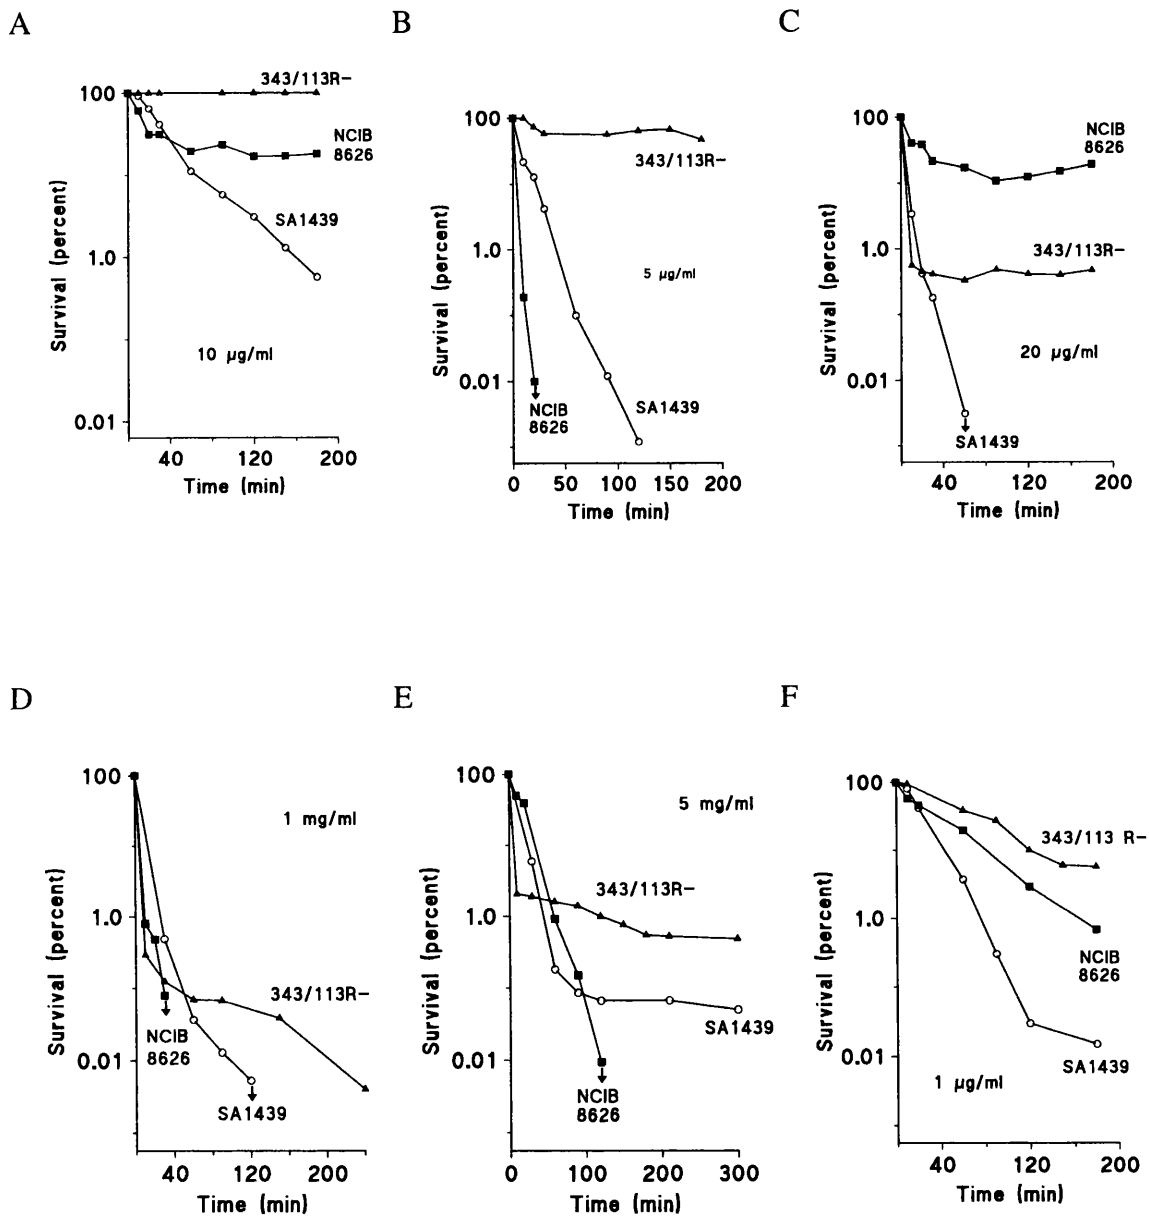 A
B
C
343/113R-
100
NCIB
8626
SA1439
1.0
10 µg/ml
0.01
Survival (percent)
40
120
200
Time (min)
100
343/113R-
1.0
5 µg/ml
0.01
NCIB
8626
SA1439
Survival (percent)
0
50
100
150
200
Time (min)
100
NCIB
8626
343/113R-
1.0
20 µg/ml
0.01
SA1439
Survival (percent)
40
120
200
Time (min)
D
E
F
100
1 mg/ml
1.0
343/113R-
NCIB
8626
0.01
SA1439
Survival (percent)
40
120
200
Time (min)
100
5 mg/ml
343/113R-
1.0
SA1439
0.01
NCIB
8626
Survival (percent)
0
100
200
300
Time (min)
100
343/113 R-
1.0
NCIB
8626
0.01
SA1439
1 µg/ml
Survival (percent)
40
120
200
Time (min)